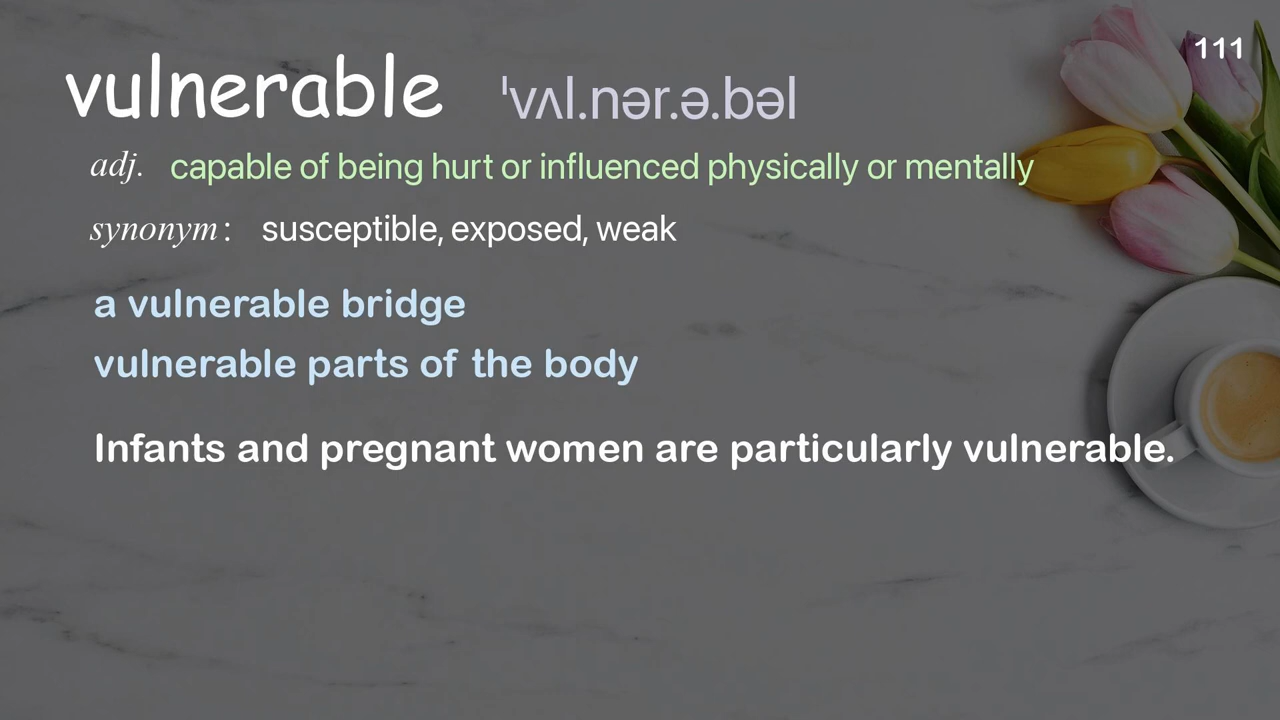 111
vulnerable ˈvʌl.nər.ə.bəl
adj. capable of being hurt or influenced physically or mentally
synonym: susceptible, exposed, weak
a vulnerable bridge
vulnerable parts of the body
Infants and pregnant women are particularly vulnerable.